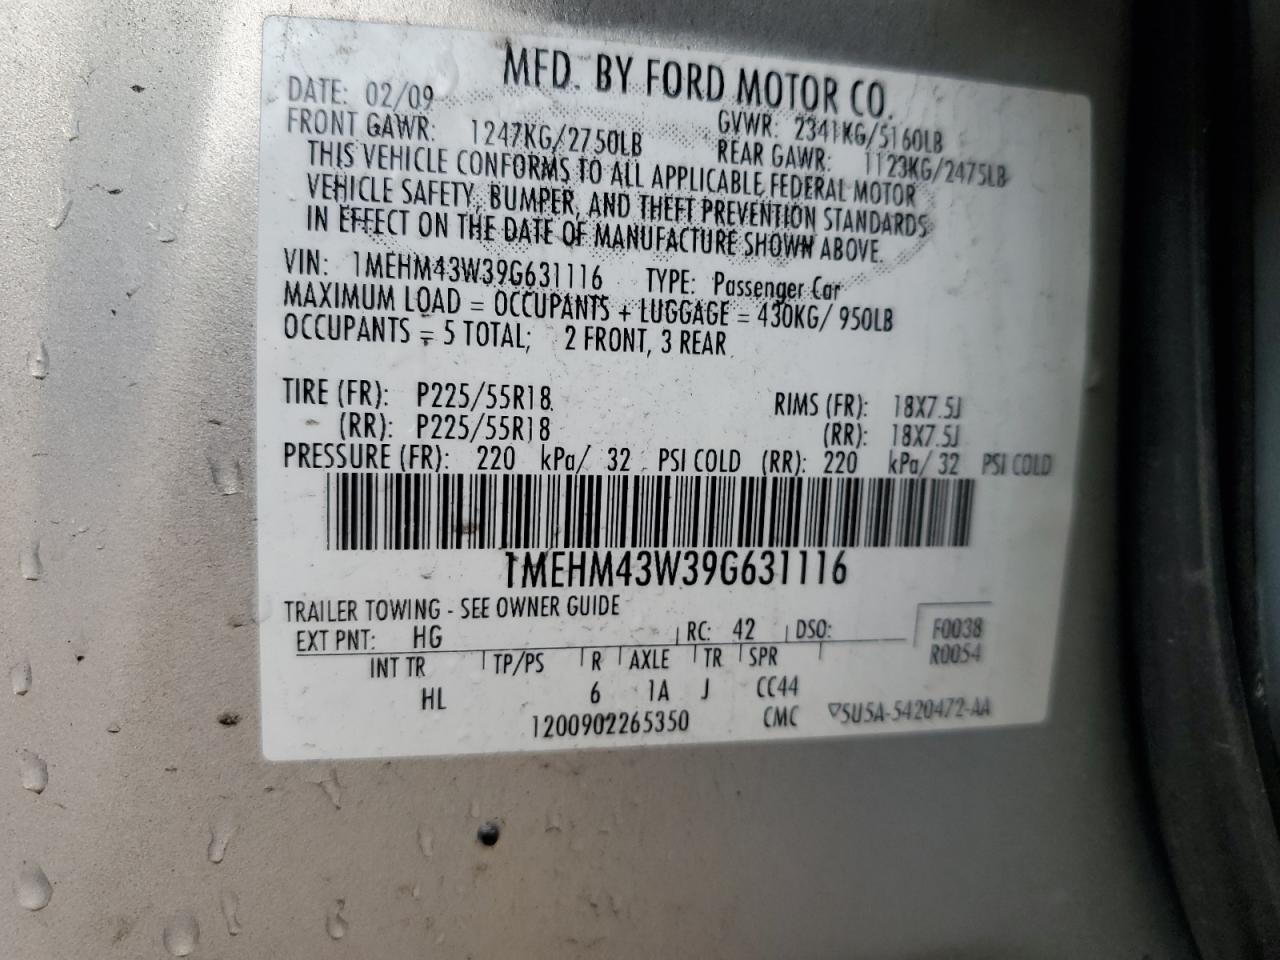 MFD. BY FORD MOTOR CO.
DATE: 02/09 GVWR: 2341KG/5160LB
FRONT GAWR: 1247KG/2750LB REAR GAWR: 1123KG/2475LB
THIS VEHICLE CONFORMS TO ALL APPLICABLE FEDERAL MOTOR
VEHICLE SAFETY, BUMPER, AND THEFT PREVENTION STANDARDS
IN EFFECT ON THE DATE OF MANUFACTURE SHOWN ABOVE.
VIN: 1MEHM43W39G631116 TYPE: Passenger Car
MAXIMUM LOAD = OCCUPANTS + LUGGAGE = 430KG/ 950LB
OCCUPANTS = 5 TOTAL; 2 FRONT, 3 REAR
TIRE (FR): P225/55R18 RIMS (FR): 18X7.5J
(RR): P225/55R18 (RR): 18X7.5J
PRESSURE (FR): 220 kPa/ 32 PSI COLD (RR): 220 kPa/ 32 PSI COLD
1MEHM43W39G631116
TRAILER TOWING - SEE OWNER GUIDE
EXT PNT: HG RC: 42 DSO: F0038
R0054
INT TR TP/PS R AXLE TR SPR
HL 6 1A J CC44
1200902265350 CMC ▽5U5A-5420472-AA